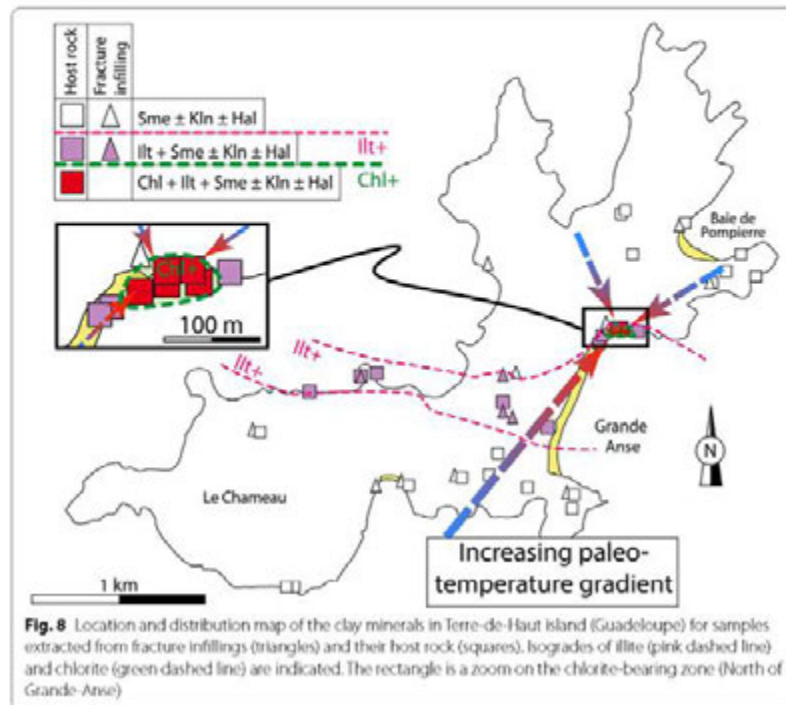 Host rock
Fracture infilling
Sme ± Kln ± Hal
Ilt+
Ilt + Sme ± Kln ± Hal
Chl+
Chl + Ilt + Sme ± Kln ± Hal
Baie de
Pompierre
Chl+
100 m
Ilt+
Ilt+
Grande
Anse
N
Le Chameau
Increasing paleo-
temperature gradient
1 km
Fig. 8 Location and distribution map of the clay minerals in Terre-de-Haut island (Guadeloupe) for samples
extracted from fracture infillings (triangles) and their host rock (squares). Isogrades of illite (pink dashed line)
and chlorite (green dashed line) are indicated. The rectangle is a zoom on the chlorite-bearing zone (North of
Grande-Anse)